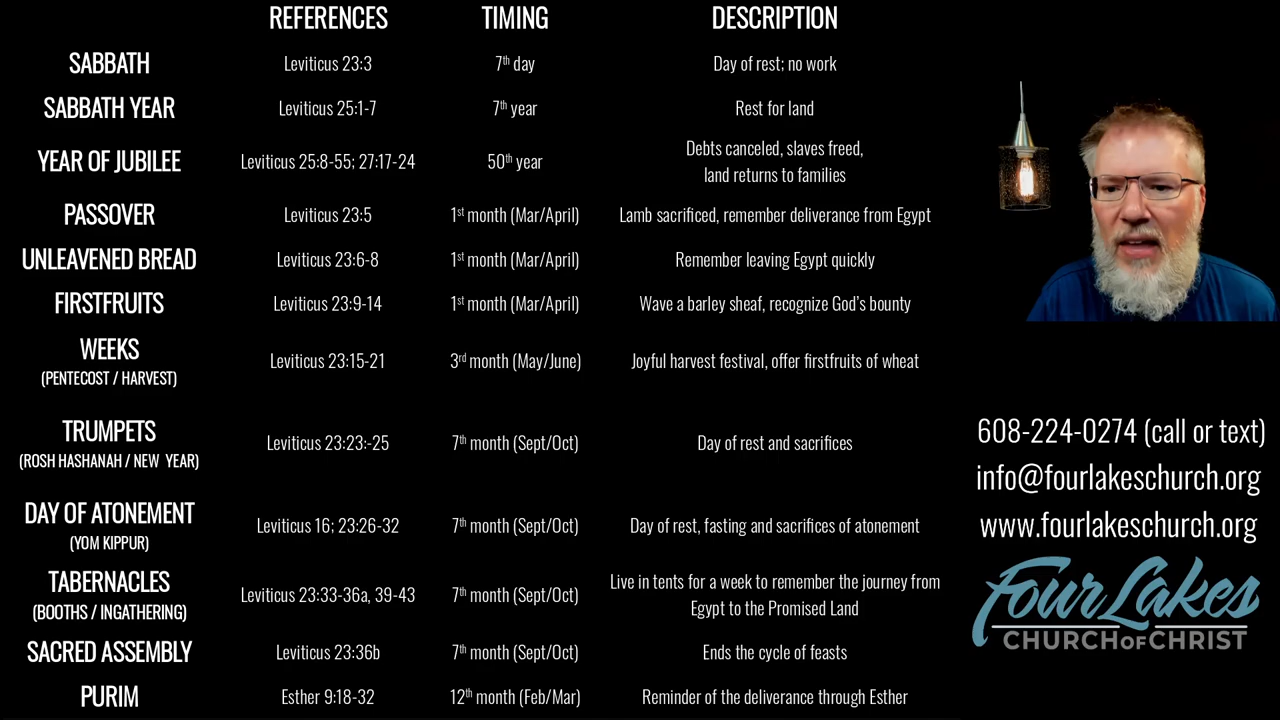 REFERENCES TIMING DESCRIPTION
SABBATH Leviticus 23:3 7th day Day of rest; no work
SABBATH YEAR Leviticus 25:1-7 7th year Rest for land
YEAR OF JUBILEE Leviticus 25:8-55; 27:17-24 50th year Debts canceled, slaves freed,
land returns to families
PASSOVER Leviticus 23:5 1st month (Mar/April) Lamb sacrificed, remember deliverance from Egypt
UNLEAVENED BREAD Leviticus 23:6-8 1st month (Mar/April) Remember leaving Egypt quickly
FIRSTFRUITS Leviticus 23:9-14 1st month (Mar/April) Wave a barley sheaf, recognize God's bounty
WEEKS
(PENTECOST / HARVEST) Leviticus 23:15-21 3rd month (May/June) Joyful harvest festival, offer firstfruits of wheat
TRUMPETS
(ROSH HASHANAH / NEW YEAR) Leviticus 23:23:-25 7th month (Sept/Oct) Day of rest and sacrifices
DAY OF ATONEMENT
(YOM KIPPUR) Leviticus 16; 23:26-32 7th month (Sept/Oct) Day of rest, fasting and sacrifices of atonement
TABERNACLES
(BOOTHS / INGATHERING) Leviticus 23:33-36a, 39-43 7th month (Sept/Oct) Live in tents for a week to remember the journey from
Egypt to the Promised Land
SACRED ASSEMBLY Leviticus 23:36b 7th month (Sept/Oct) Ends the cycle of feasts
PURIM Esther 9:18-32 12th month (Feb/Mar) Reminder of the deliverance through Esther
608-224-0274 (call or text)
info@fourlakeschurch.org
www.fourlakeschurch.org
Four Lakes
CHURCH OF CHRIST